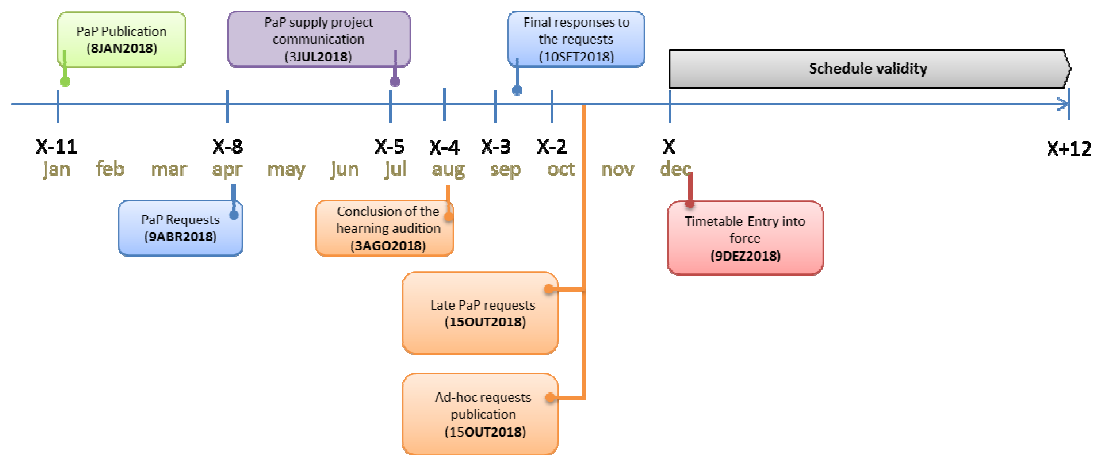 PaP Publication
(8JAN2018)
PaP supply project
communication
(3JUL2018)
Final responses to
the requests
(10SET2018)
Schedule validity
X-11
X-8
X-5
X-4
X-3
X-2
X
X+12
jan
feb
mar
apr
may
jun
jul
aug
sep
oct
nov
dec
PaP Requests
(9ABR2018)
Conclusion of the
hearning audition
(3AGO2018)
Timetable Entry into
force
(9DEZ2018)
Late PaP requests
(15OUT2018)
Ad-hoc requests
publication
(15OUT2018)